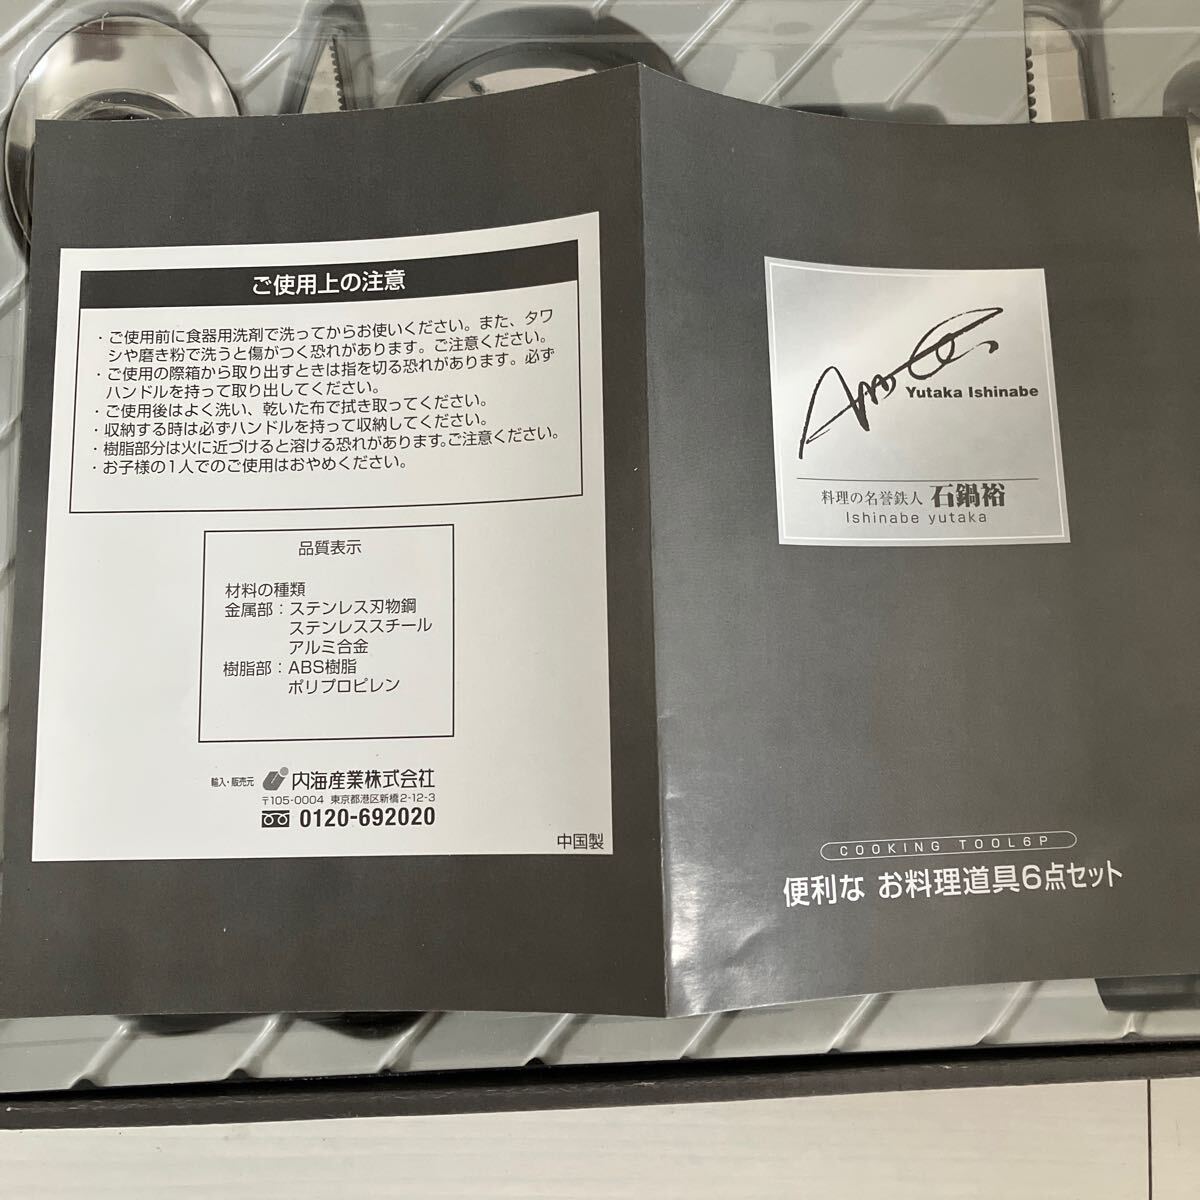 ご使用上の注意
・ご使用前に食器用洗剤で洗ってからお使いください。また、タワ
シや磨き粉で洗うと傷がつく恐れがあります。ご注意ください。
・ご使用の際箱から取り出すときは指を切る恐れがあります。必ず
ハンドルを持って取り出してください。
・ご使用後はよく洗い、乾いた布で拭き取ってください。
・収納する時は必ずハンドルを持って収納してください。
・樹脂部分は火に近づけると溶ける恐れがあります。ご注意ください。
・お子様の1人でのご使用はおやめください。
品質表示
材料の種類
金属部：ステンレス刃物鋼
ステンレススチール
アルミ合金
樹脂部：ABS樹脂
ポリプロピレン
輸入・販売元 内海産業株式会社
〒105-0004 東京都港区新橋2-12-3
0120-692020
中国製
Yutaka Ishinabe
料理の名誉鉄人 石鍋裕
Ishinabe yutaka
COOKING TOOL6P
便利な お料理道具6点セット